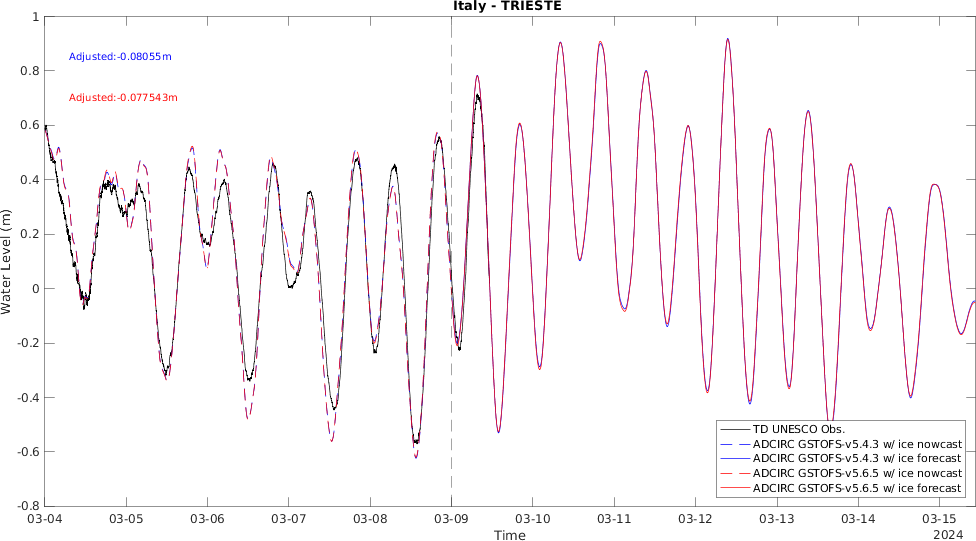 Italy - TRIESTE
Adjusted:-0.08055m
Adjusted:-0.077543m
Water Level (m)
1
0.8
0.6
0.4
0.2
0
-0.2
-0.4
-0.6
-0.8
TD UNESCO Obs.
ADCIRC GSTOFS-v5.4.3 w/ ice nowcast
ADCIRC GSTOFS-v5.4.3 w/ ice forecast
ADCIRC GSTOFS-v5.6.5 w/ ice nowcast
ADCIRC GSTOFS-v5.6.5 w/ ice forecast
03-04 03-05 03-06 03-07 03-08 03-09 03-10 03-11 03-12 03-13 03-14 03-15
Time
2024